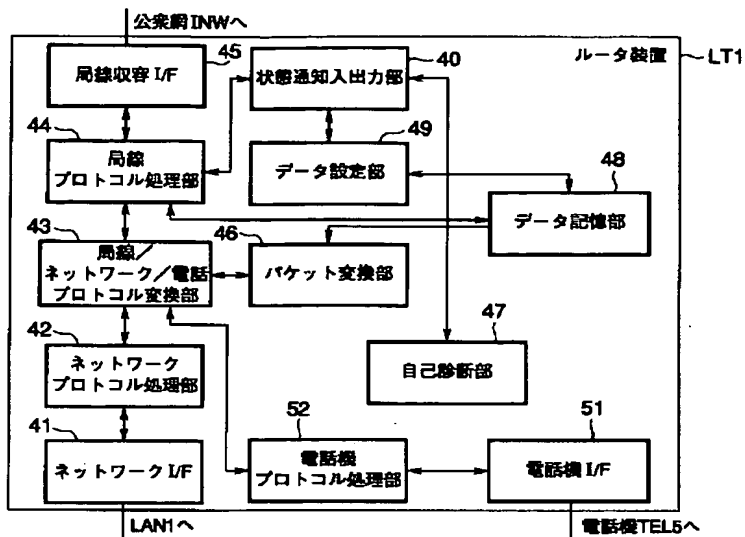 公衆網INWへ
45
局線収容 I/F
40
状態通知入出力部
ルータ装置
LT1
44
局線
プロトコル処理部
49
データ設定部
48
データ記憶部
43
局線/
ネットワーク/電話
プロトコル変換部
46
パケット変換部
42
ネットワーク
プロトコル処理部
47
自己診断部
41
ネットワーク I/F
52
電話機
プロトコル処理部
51
電話機 I/F
LAN1へ
電話機TEL5へ